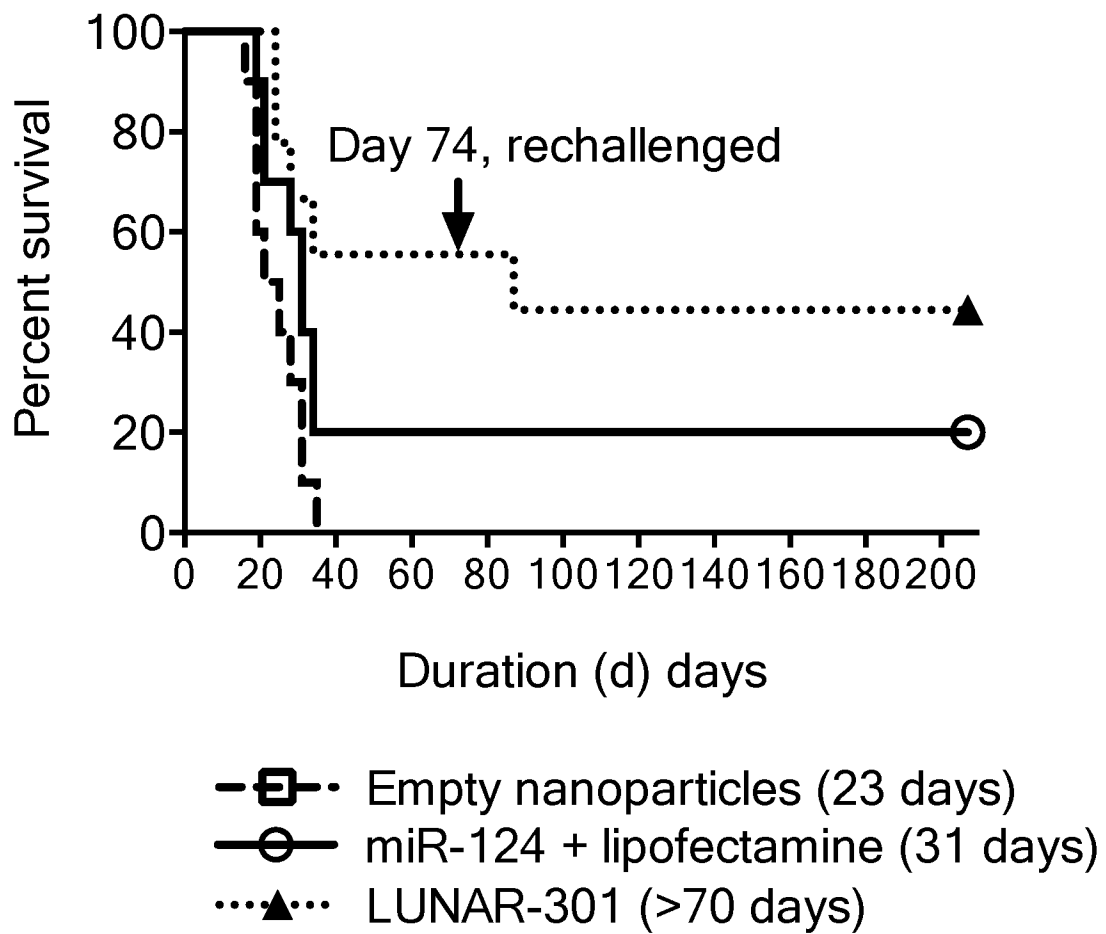 Percent survival
100
80
60
40
20
0
Day 74, rechallenged
0 20 40 60 80 100 120 140 160 180 200
Duration (d) days
Empty nanoparticles (23 days)
miR-124 + lipofectamine (31 days)
LUNAR-301 (>70 days)